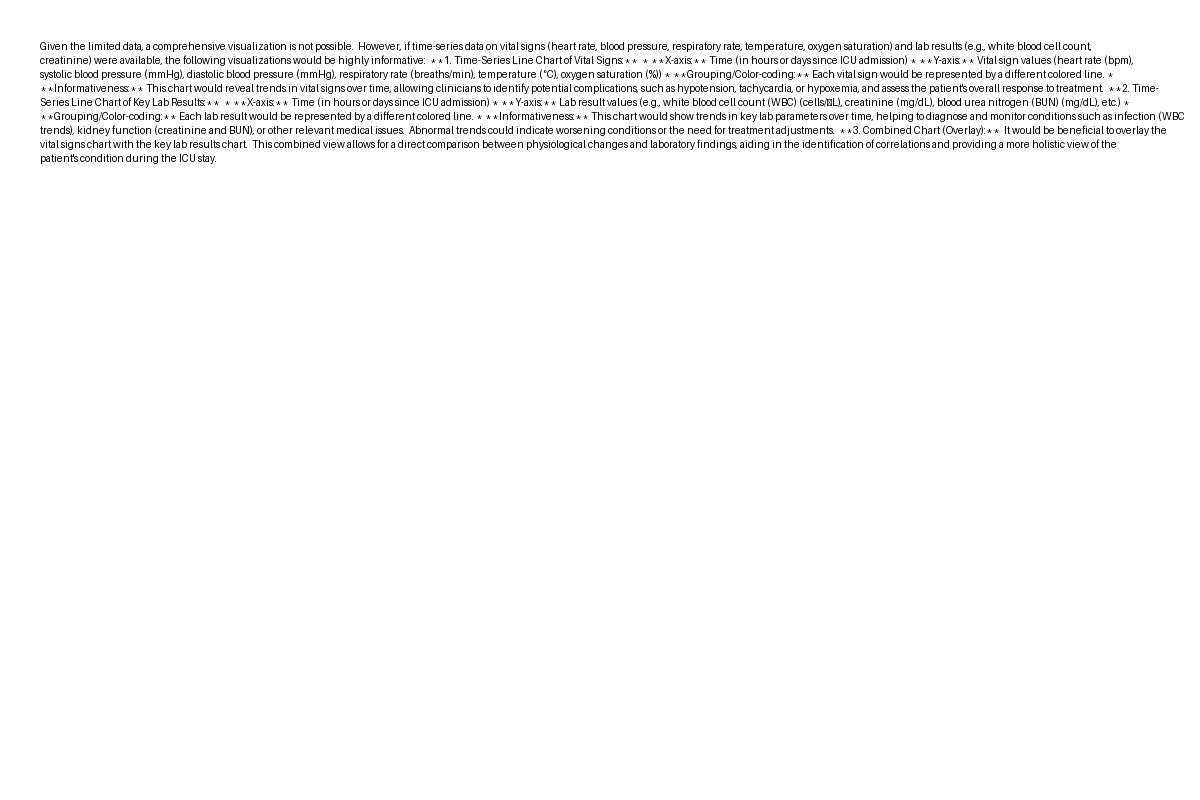 Given the limited data, a comprehensive visualization is not possible.  However, if time-series data on vital signs (heart rate, blood pressure, respiratory rate, temperature, oxygen saturation) and lab results (e.g., white blood cell count,
creatinine) were available, the following visualizations would be highly informative:  **1. Time-Series Line Chart of Vital Signs:**  * **X-axis:** Time (in hours or days since ICU admission) * **Y-axis:** Vital sign values (heart rate (bpm),
systolic blood pressure (mmHg), diastolic blood pressure (mmHg), respiratory rate (breaths/min), temperature (°C), oxygen saturation (%)) * **Grouping/Color-coding:** Each vital sign would be represented by a different colored line. *
**Informativeness:** This chart would reveal trends in vital signs over time, allowing clinicians to identify potential complications, such as hypotension, tachycardia, or hypoxemia, and assess the patient's overall response to treatment.  **2. Time-
Series Line Chart of Key Lab Results:**  * **X-axis:** Time (in hours or days since ICU admission) * **Y-axis:** Lab result values (e.g., white blood cell count (WBC) (cells/□L), creatinine (mg/dL), blood urea nitrogen (BUN) (mg/dL), etc.) *
**Grouping/Color-coding:** Each lab result would be represented by a different colored line. * **Informativeness:** This chart would show trends in key lab parameters over time, helping to diagnose and monitor conditions such as infection (WBC
trends), kidney function (creatinine and BUN), or other relevant medical issues.  Abnormal trends could indicate worsening conditions or the need for treatment adjustments.  **3. Combined Chart (Overlay):**  It would be beneficial to overlay the
vital signs chart with the key lab results chart.  This combined view allows for a direct comparison between physiological changes and laboratory findings, aiding in the identification of correlations and providing a more holistic view of the
patient's condition during the ICU stay.